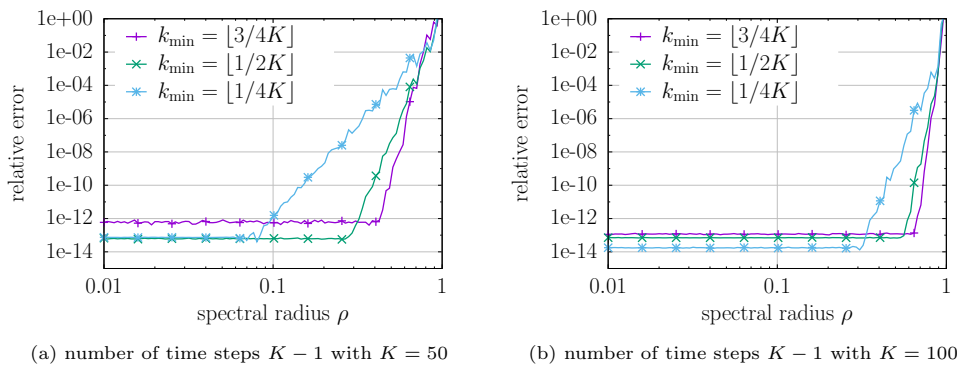 1e+00
1e-02
1e-04
1e-06
1e-08
1e-10
1e-12
1e-14
relative error
k_min = ⌊3/4K⌋
k_min = ⌊1/2K⌋
k_min = ⌊1/4K⌋
0.01
0.1
1
spectral radius ρ
(a) number of time steps K − 1 with K = 50
1e+00
1e-02
1e-04
1e-06
1e-08
1e-10
1e-12
1e-14
relative error
k_min = ⌊3/4K⌋
k_min = ⌊1/2K⌋
k_min = ⌊1/4K⌋
0.01
0.1
1
spectral radius ρ
(b) number of time steps K − 1 with K = 100